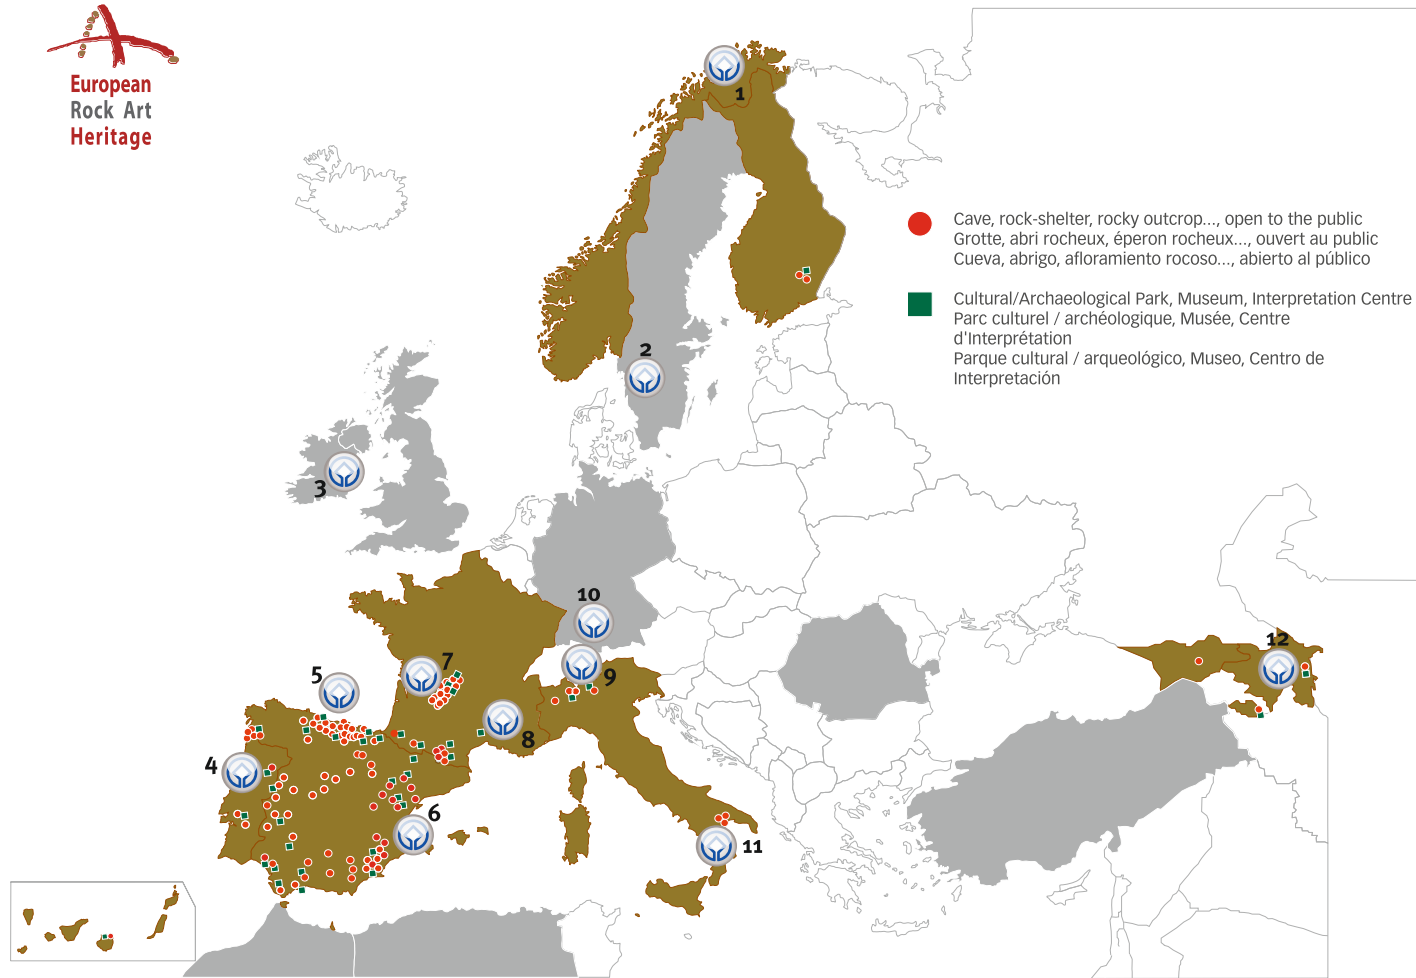 European
Rock Art
Heritage
1
Cave, rock-shelter, rocky outcrop..., open to the public
Grotte, abri rocheux, éperon rocheux..., ouvert au public
Cueva, abrigo, afloramiento rocoso..., abierto al público
Cultural/Archaeological Park, Museum, Interpretation Centre
Parc culturel / archéologique, Musée, Centre
d'Interprétation
Parque cultural / arqueológico, Museo, Centro de
Interpretación
2
3
10
12
5
7
9
8
4
6
11